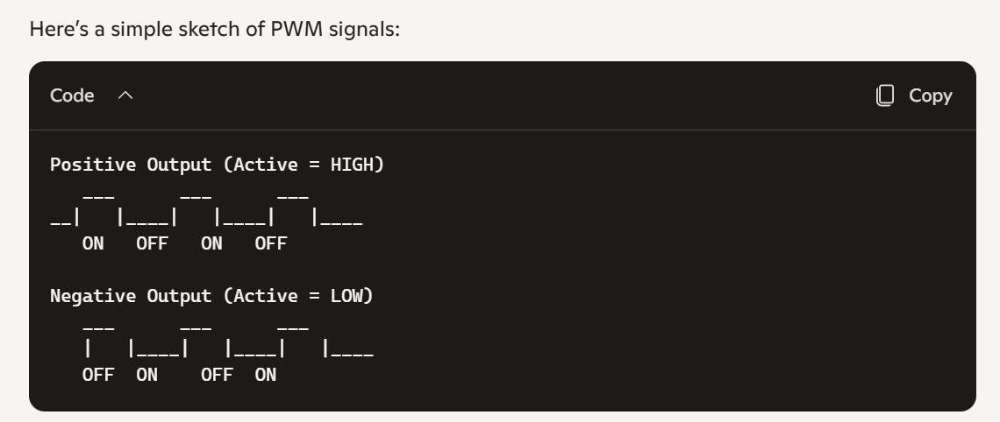 Here's a simple sketch of PWM signals:
Code
Copy
Positive Output (Active = HIGH)
   ___      ___      ___
__|   |____|   |____|   |____
   ON   OFF   ON   OFF
Negative Output (Active = LOW)
   ___      ___      ___
   |   |____|   |____|   |____
   OFF  ON    OFF  ON